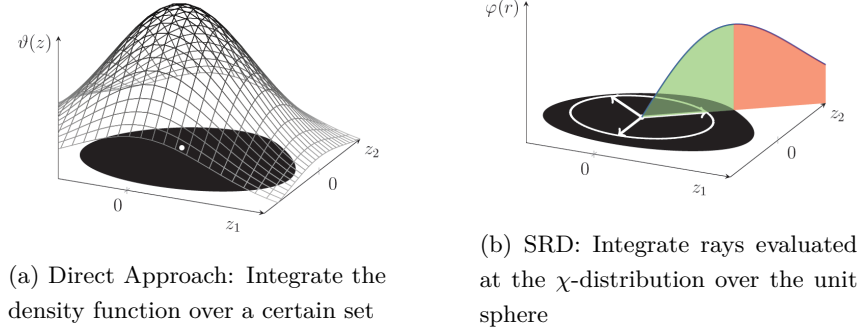 ϑ(z)
z₂
0
0
z₁
(a) Direct Approach: Integrate the
density function over a certain set
φ(r)
z₂
0
0
z₁
(b) SRD: Integrate rays evaluated
at the χ-distribution over the unit
sphere